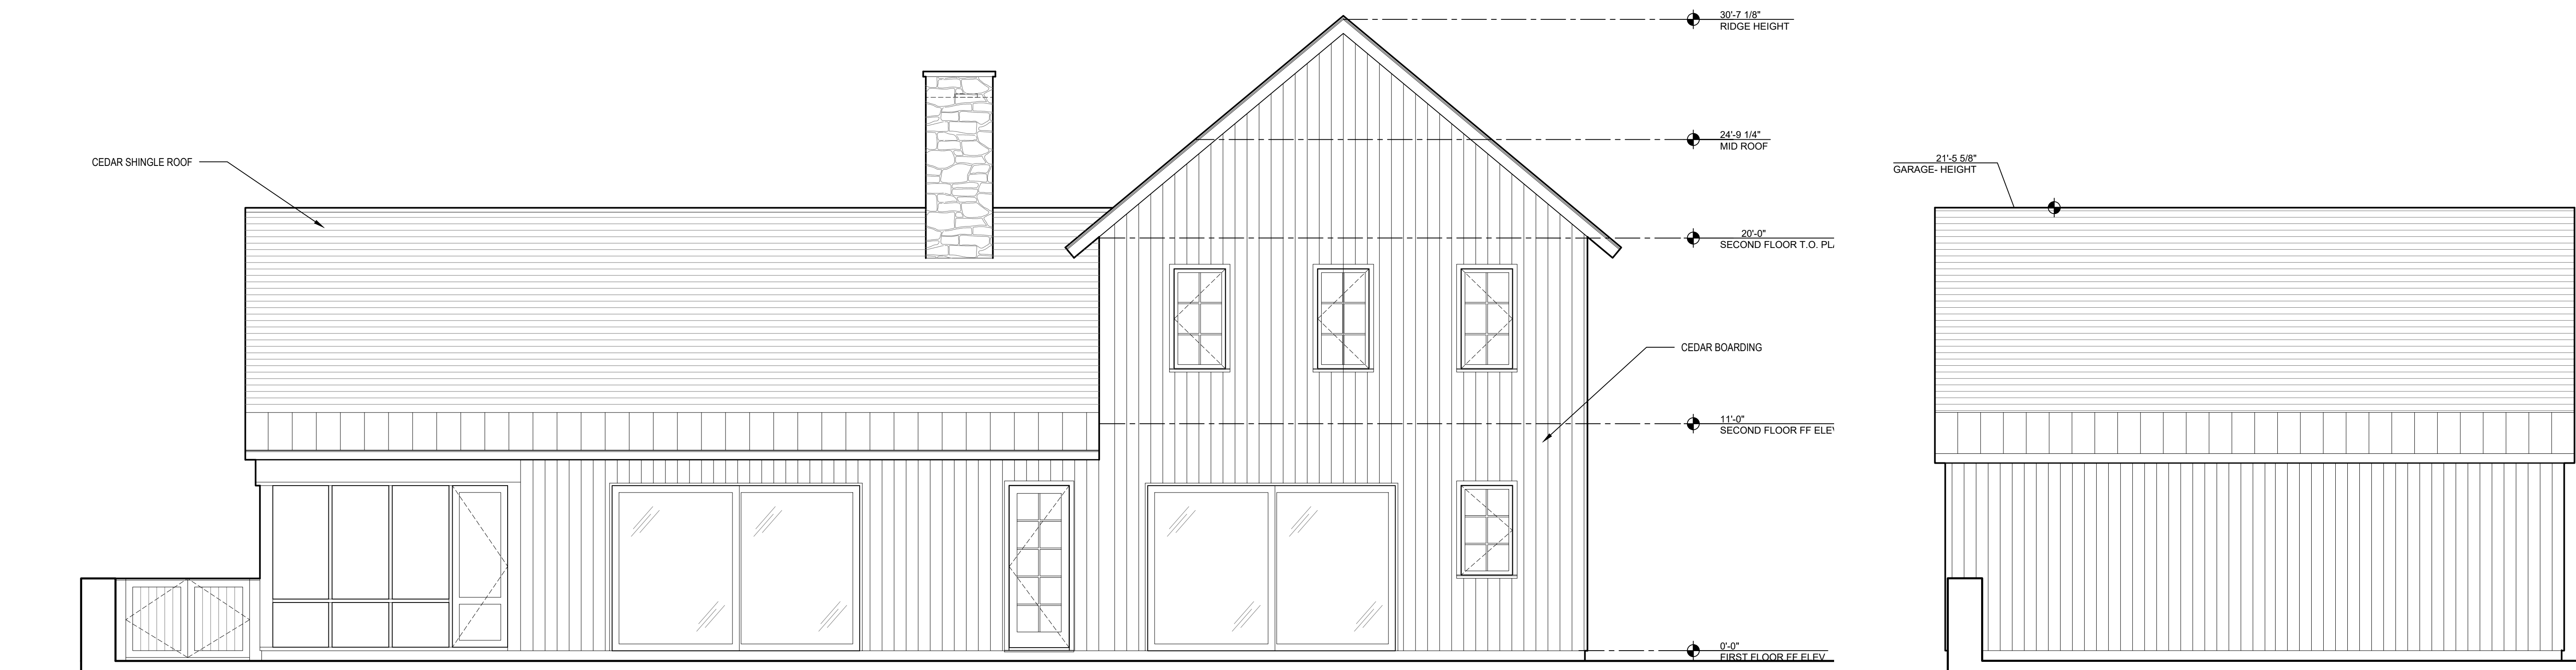 30'-7 1/8"
RIDGE HEIGHT
24'-9 1/4"
MID ROOF
CEDAR SHINGLE ROOF
21'-5 5/8"
GARAGE- HEIGHT
20'-0"
SECOND FLOOR T.O.
CEDAR BOARDING
11'-0"
SECOND FLOOR FF
0'-0"
FIRST FLOOR FF ELEV